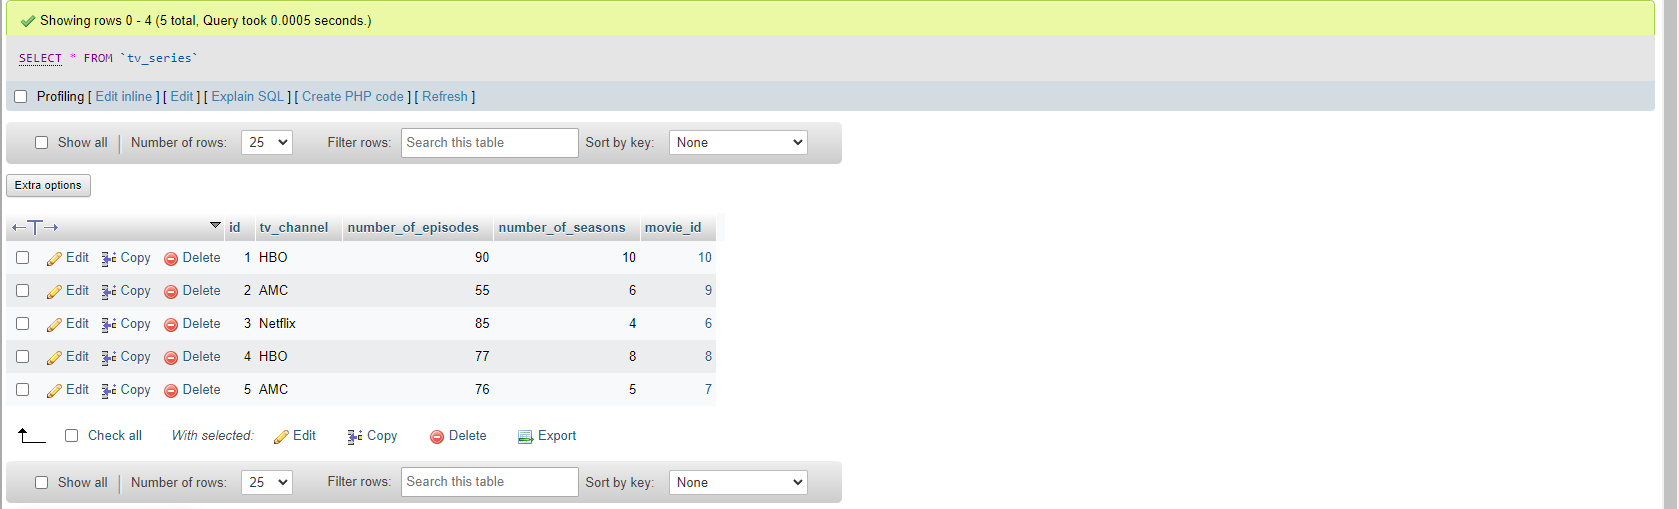 Showing rows 0 - 4 (5 total, Query took 0.0005 seconds.)
SELECT * FROM `tv_series`
Profiling [ Edit inline ] [ Edit ] [ Explain SQL ] [ Create PHP code ] [ Refresh ]
Show all | Number of rows: 25 Filter rows: Search this table Sort by key: None
Extra options
id tv_channel number_of_episodes number_of_seasons movie_id
Edit Copy Delete 1 HBO 90 10 10
Edit Copy Delete 2 AMC 55 6 9
Edit Copy Delete 3 Netflix 85 4 6
Edit Copy Delete 4 HBO 77 8 8
Edit Copy Delete 5 AMC 76 5 7
Check all With selected: Edit Copy Delete Export
Show all | Number of rows: 25 Filter rows: Search this table Sort by key: None